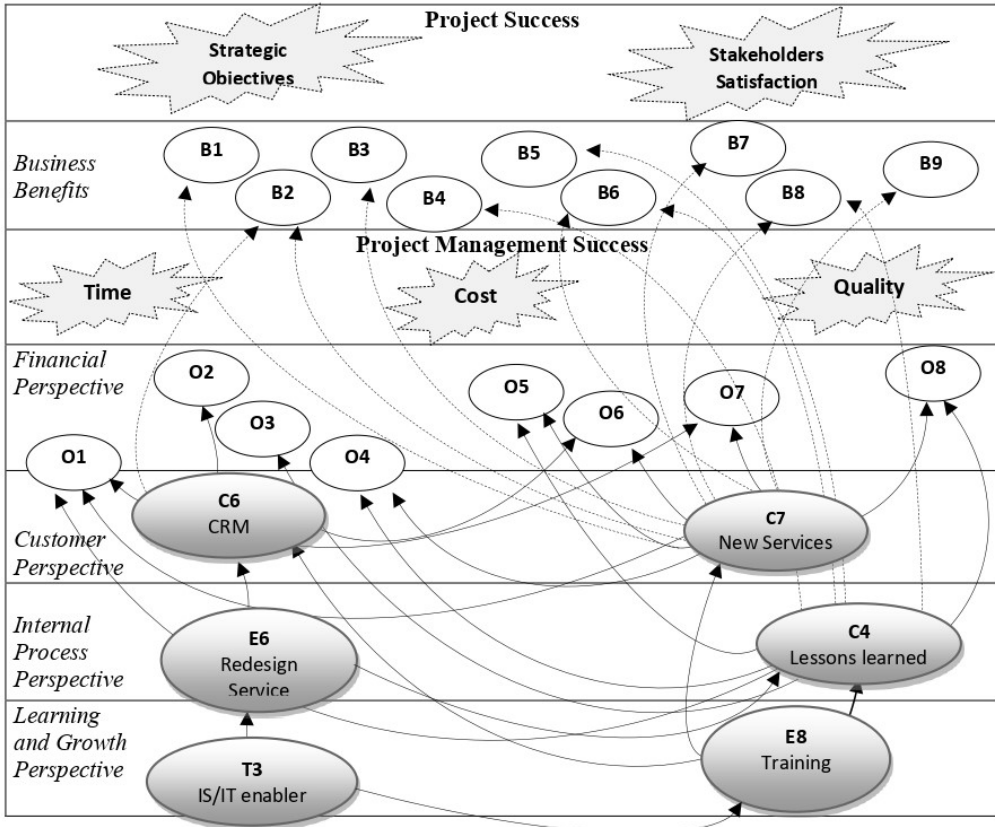 Project Success
Strategic
Obiectives
Stakeholders
Satisfaction
Business
Benefits
B1
B2
B3
B4
B5
B6
B7
B8
B9
Project Management Success
Time
Cost
Quality
Financial
Perspective
O1
O2
O3
O4
O5
O6
O7
O8
Customer
Perspective
C6
CRM
C7
New Services
Internal
Process
Perspective
E6
Redesign
Service
C4
Lessons learned
Learning
and Growth
Perspective
T3
IS/IT enabler
E8
Training